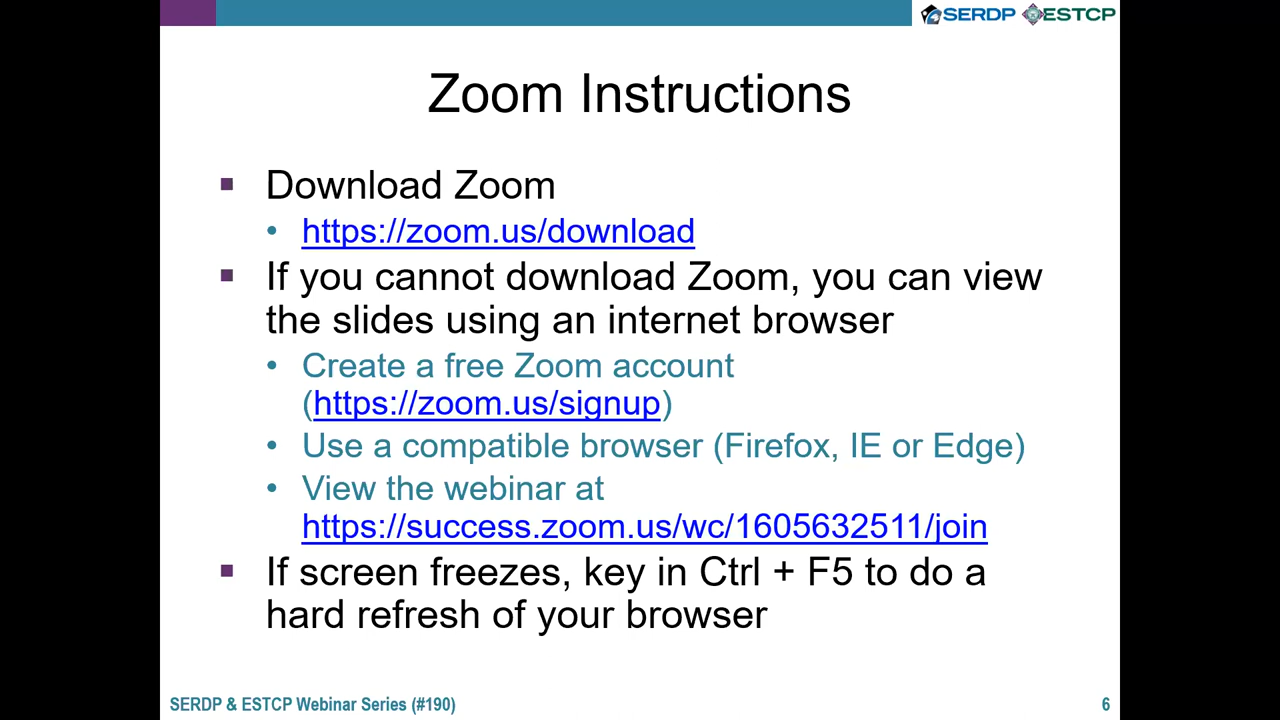 SERDP ESTCP
Zoom Instructions
Download Zoom
https://zoom.us/download
If you cannot download Zoom, you can view
the slides using an internet browser
Create a free Zoom account
(https://zoom.us/signup)
Use a compatible browser (Firefox, IE or Edge)
View the webinar at
https://success.zoom.us/wc/1605632511/join
If screen freezes, key in Ctrl + F5 to do a
hard refresh of your browser
SERDP & ESTCP Webinar Series (#190)
6